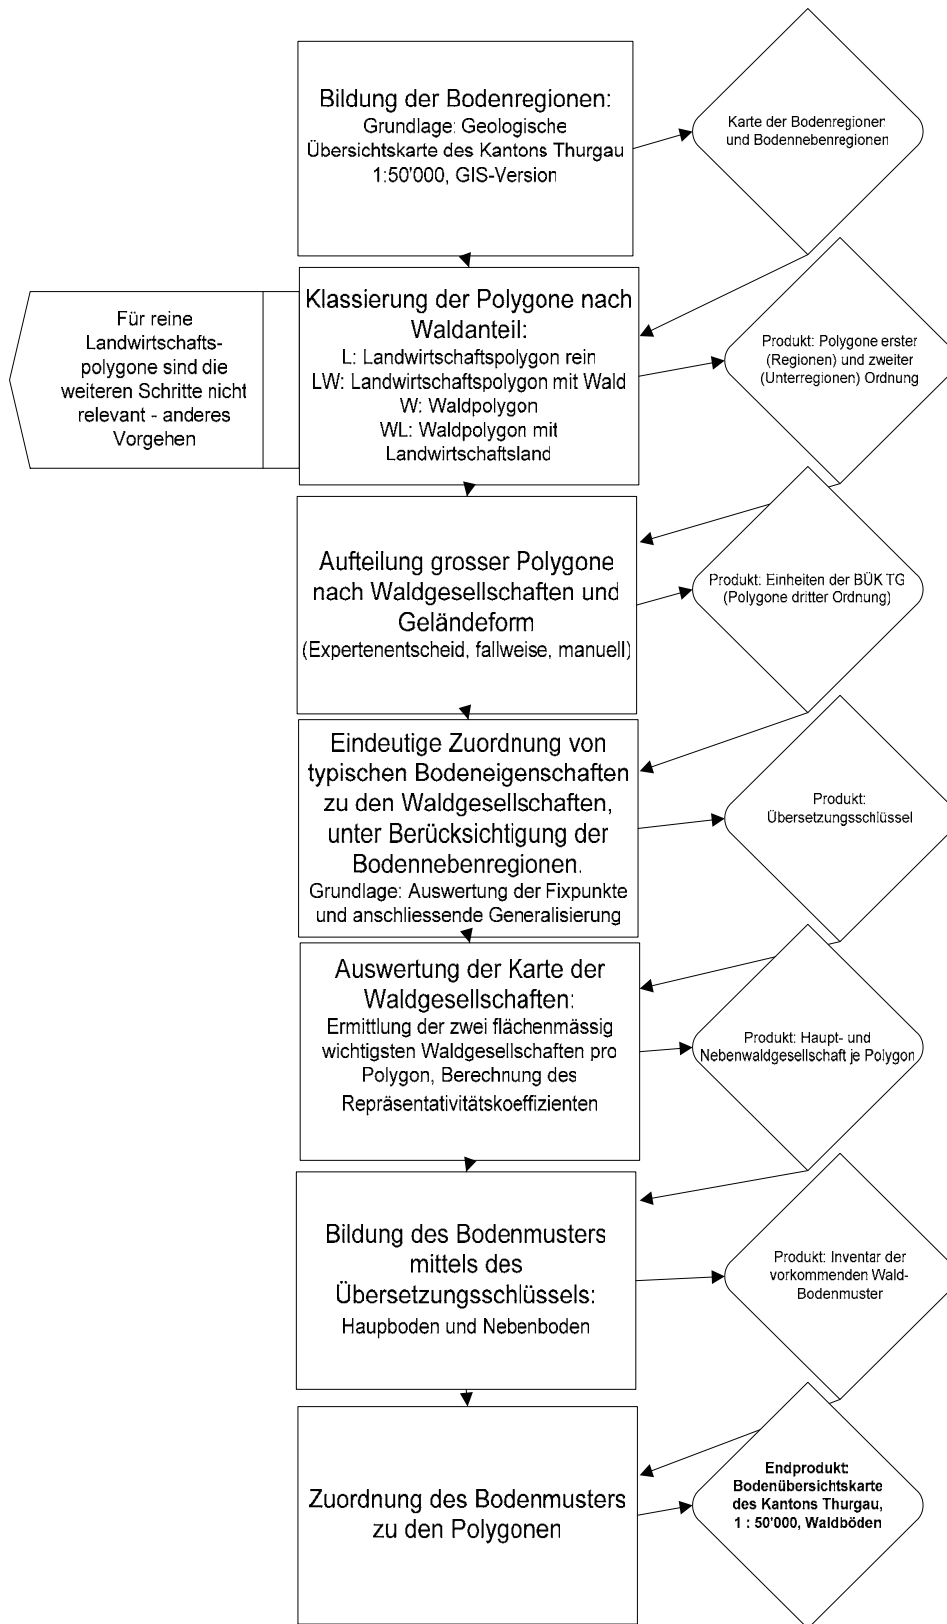 Bildung der Bodenregionen:
Grundlage: Geologische
Übersichtskarte des Kantons Thurgau
1:50'000, GIS-Version
Karte der Bodenregionen
und Bodennebenregionen
Für reine
Landwirtschafts-
polygone sind die
weiteren Schritte nicht
relevant - anderes
Vorgehen
Klassierung der Polygone nach
Waldanteil:
L: Landwirtschaftspolygon rein
LW: Landwirtschaftspolygon mit Wald
W: Waldpolygon
WL: Waldpolygon mit
Landwirtschaftsland
Produkt: Polygone erster
(Regionen) und zweiter
(Unterregionen) Ordnung
Aufteilung grosser Polygone
nach Waldgesellschaften und
Geländeform
(Expertenentscheid, fallweise, manuell)
Produkt: Einheiten der BÜK TG
(Polygone dritter Ordnung)
Eindeutige Zuordnung von
typischen Bodeneigenschaften
zu den Waldgesellschaften,
unter Berücksichtigung der
Bodennebenregionen.
Grundlage: Auswertung der Fixpunkte
und anschliessende Generalisierung
Produkt:
Übersetzungsschlüssel
Auswertung der Karte der
Waldgesellschaften:
Ermittlung der zwei flächenmässig
wichtigsten Waldgesellschaften pro
Polygon, Berechnung des
Repräsentativitätskoeffizienten
Produkt: Haupt- und
Nebenwaldgesellschaft je Polygon
Bildung des Bodenmusters
mittels des
Übersetzungsschlüssels:
Haupboden und Nebenboden
Produkt: Inventar der
vorkommenden Wald-
Bodenmuster
Zuordnung des Bodenmusters
zu den Polygonen
Endprodukt:
Bodenübersichtskarte
des Kantons Thurgau,
1 : 50'000, Waldböden